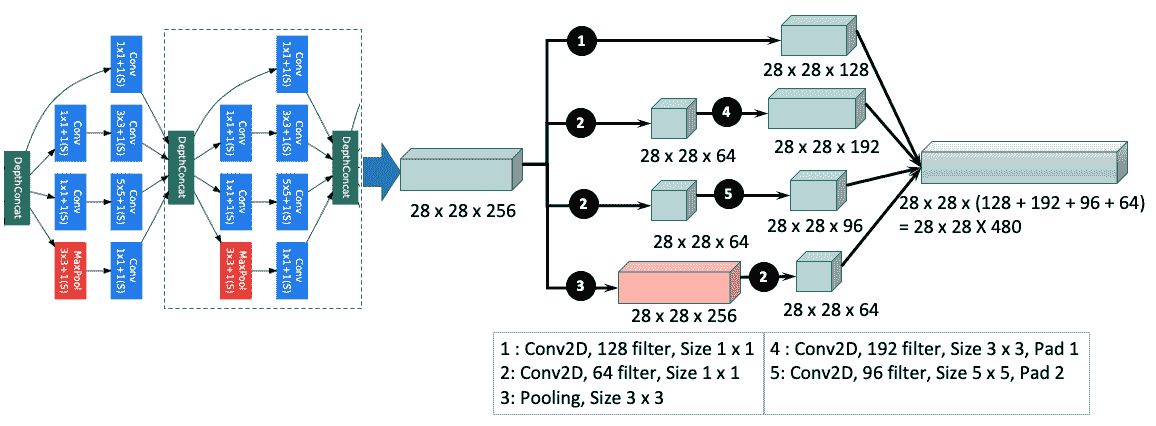 Conv
1x1+1(S)
Conv
1x1+1(S)
Conv
1x1+1(S)
Conv
3x3+1(S)
Conv
1x1+1(S)
Conv
3x3+1(S)
DepthConcat
DepthConcat
DepthConcat
Conv
1x1+1(S)
Conv
5x5+1(S)
Conv
1x1+1(S)
Conv
5x5+1(S)
MaxPool
3x3+1(S)
Conv
1x1+1(S)
MaxPool
3x3+1(S)
Conv
1x1+1(S)
28 x 28 x 256
1
28 x 28 x 128
2
28 x 28 x 64
4
28 x 28 x 192
2
28 x 28 x 64
5
28 x 28 x 96
3
28 x 28 x 256
2
28 x 28 x 64
28 x 28 x (128 + 192 + 96 + 64)
= 28 x 28 X 480
1 : Conv2D, 128 filter, Size 1 x 1
2: Conv2D, 64 filter, Size 1 x 1
3: Pooling, Size 3 x 3
4 : Conv2D, 192 filter, Size 3 x 3, Pad 1
5: Conv2D, 96 filter, Size 5 x 5, Pad 2